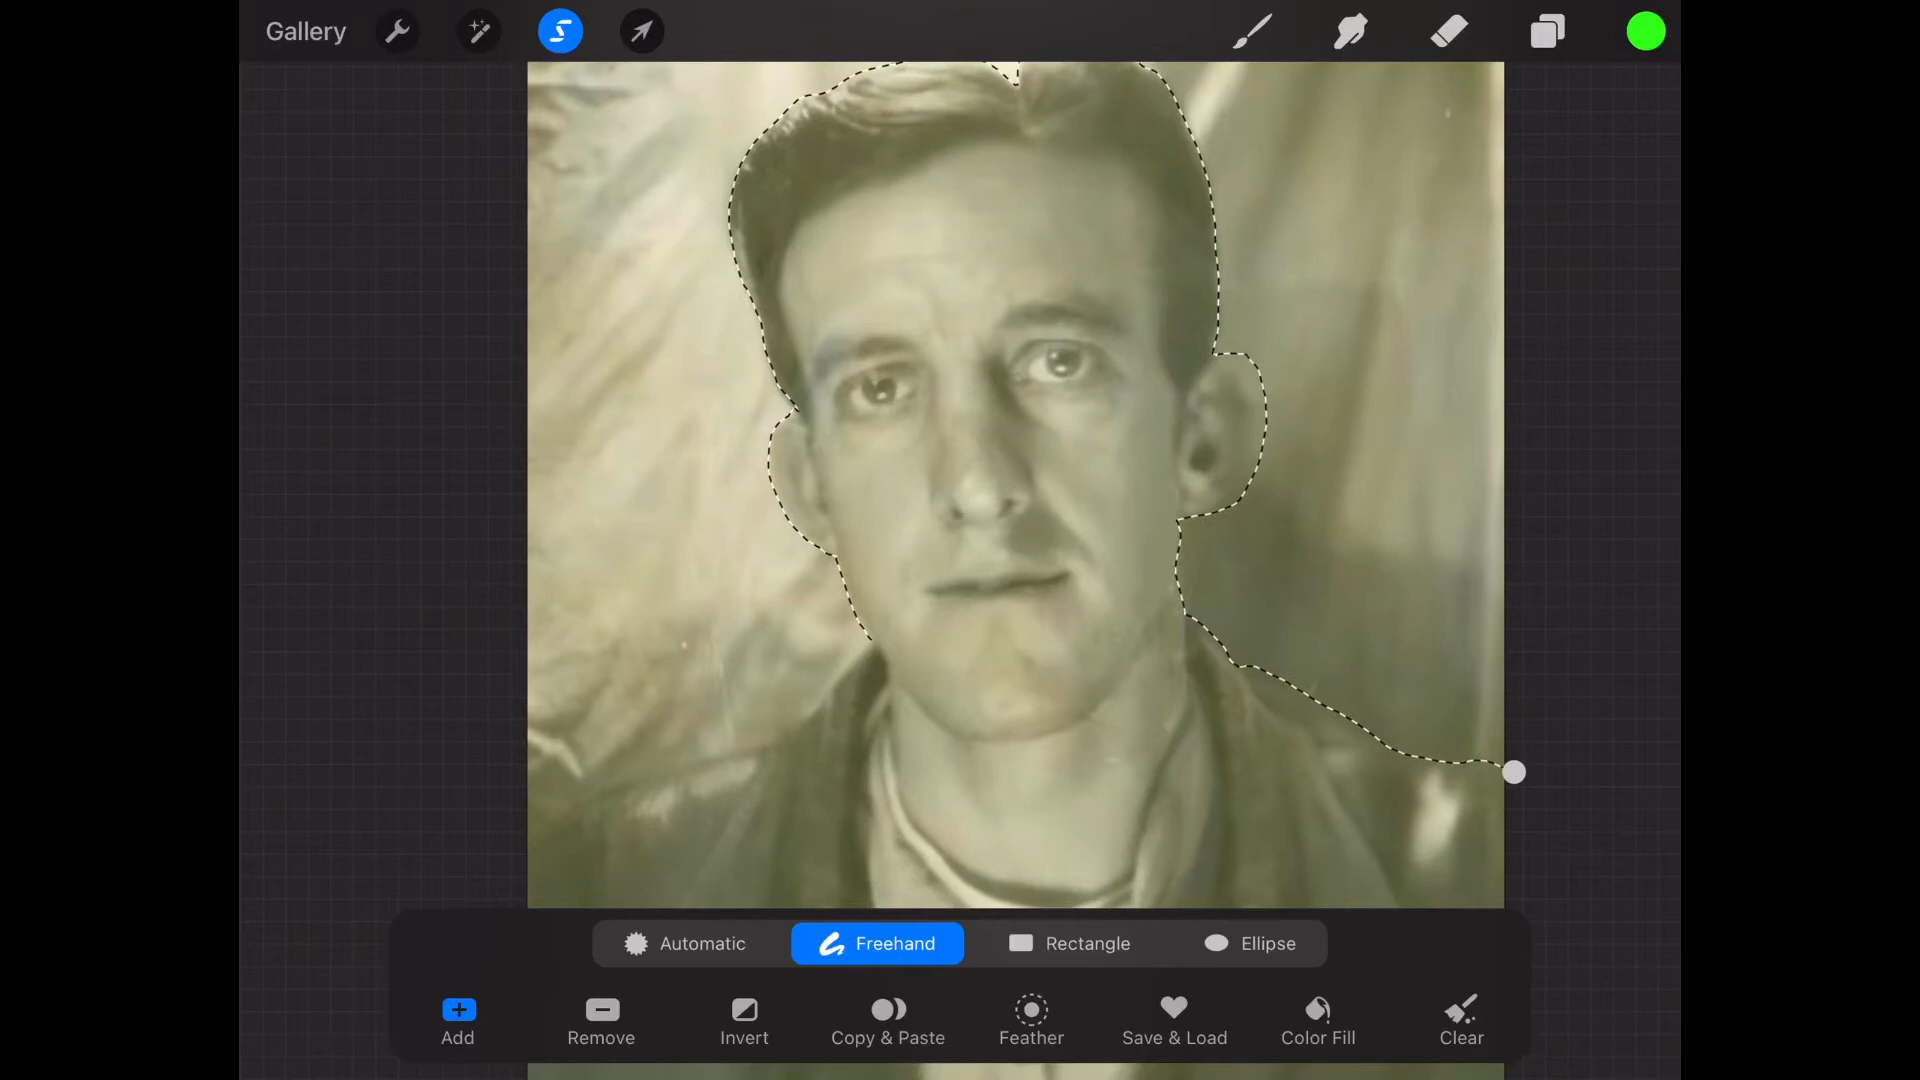 Gallery
Automatic Freehand Rectangle Ellipse
Add Remove Invert Copy & Paste Feather Save & Load Color Fill Clear